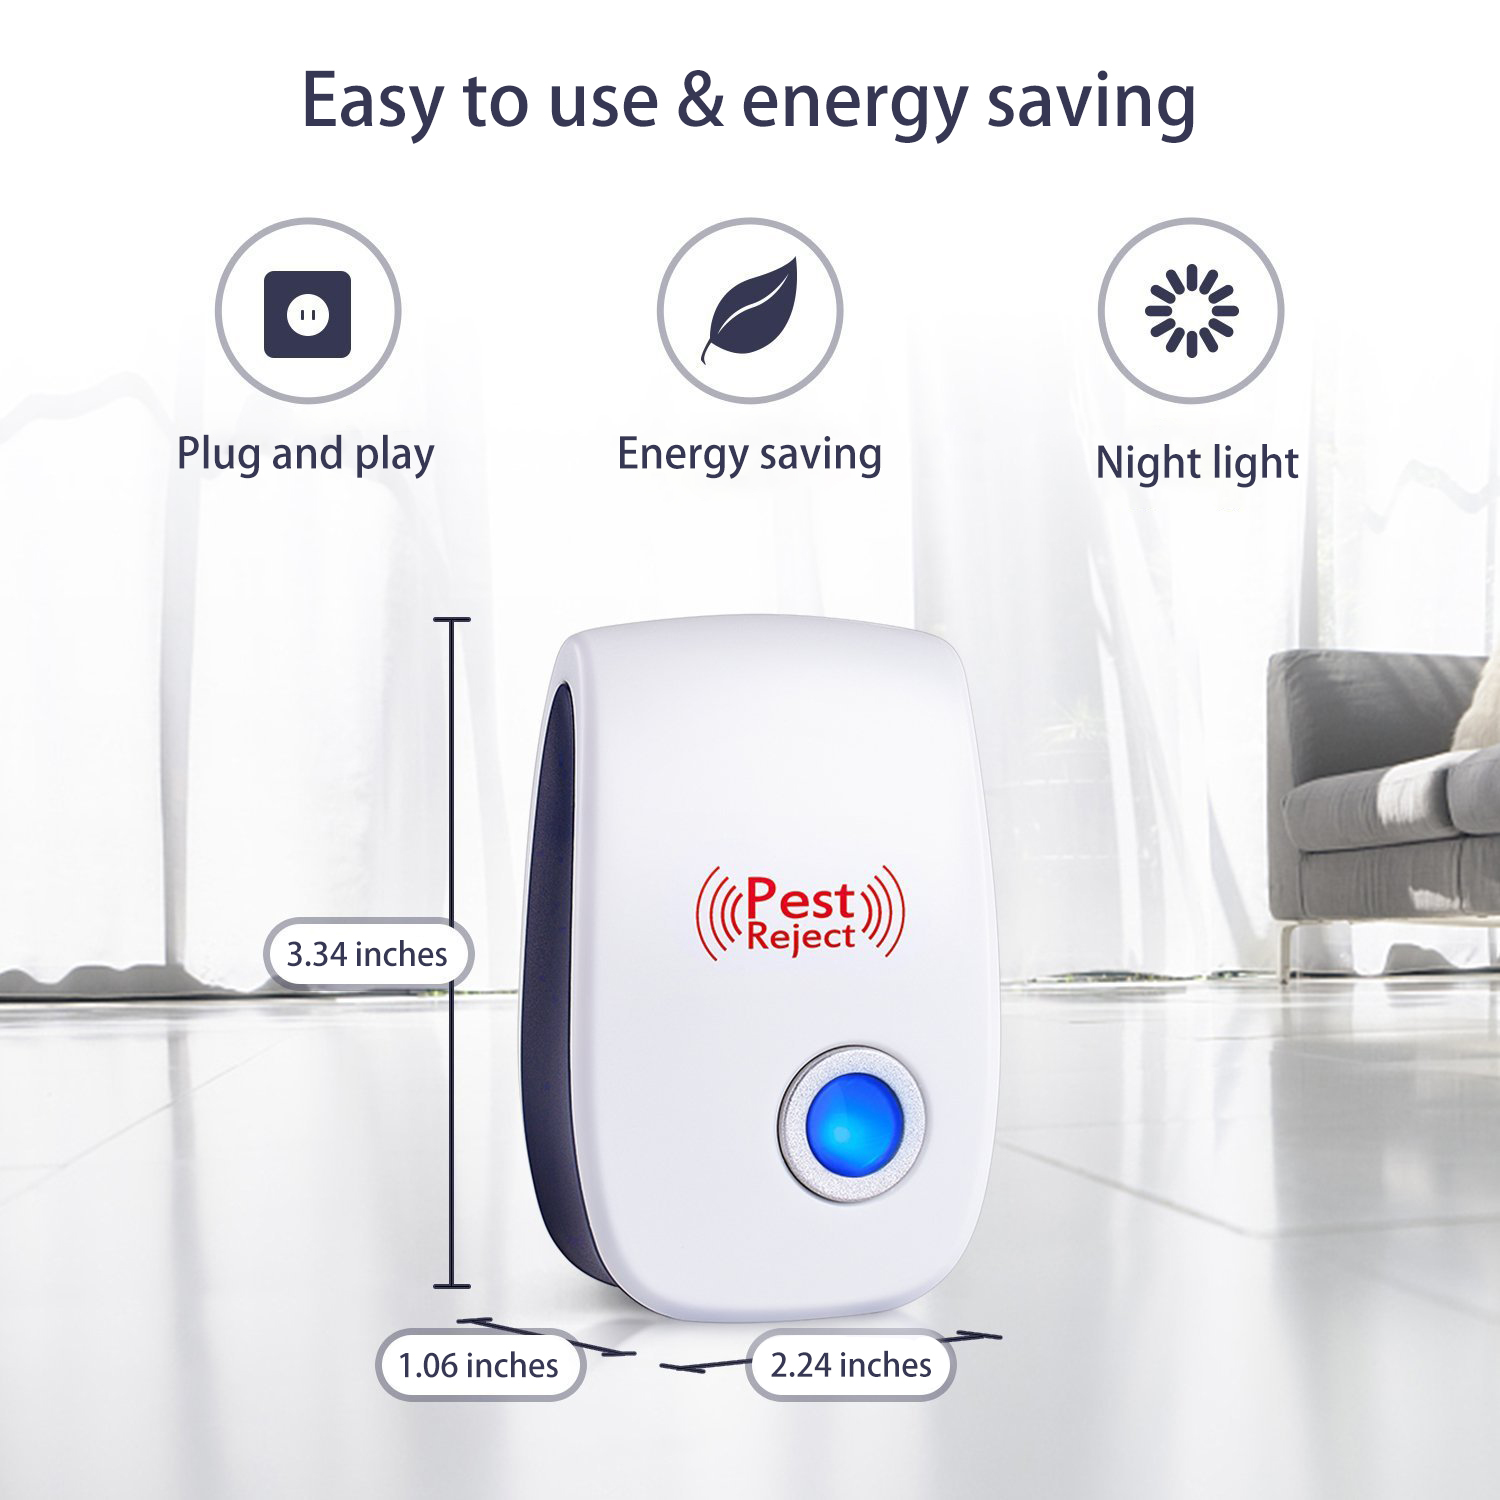 Easy to use & energy saving
Plug and play
Energy saving
Night light
Pest
Reject
3.34 inches
1.06 inches
2.24 inches